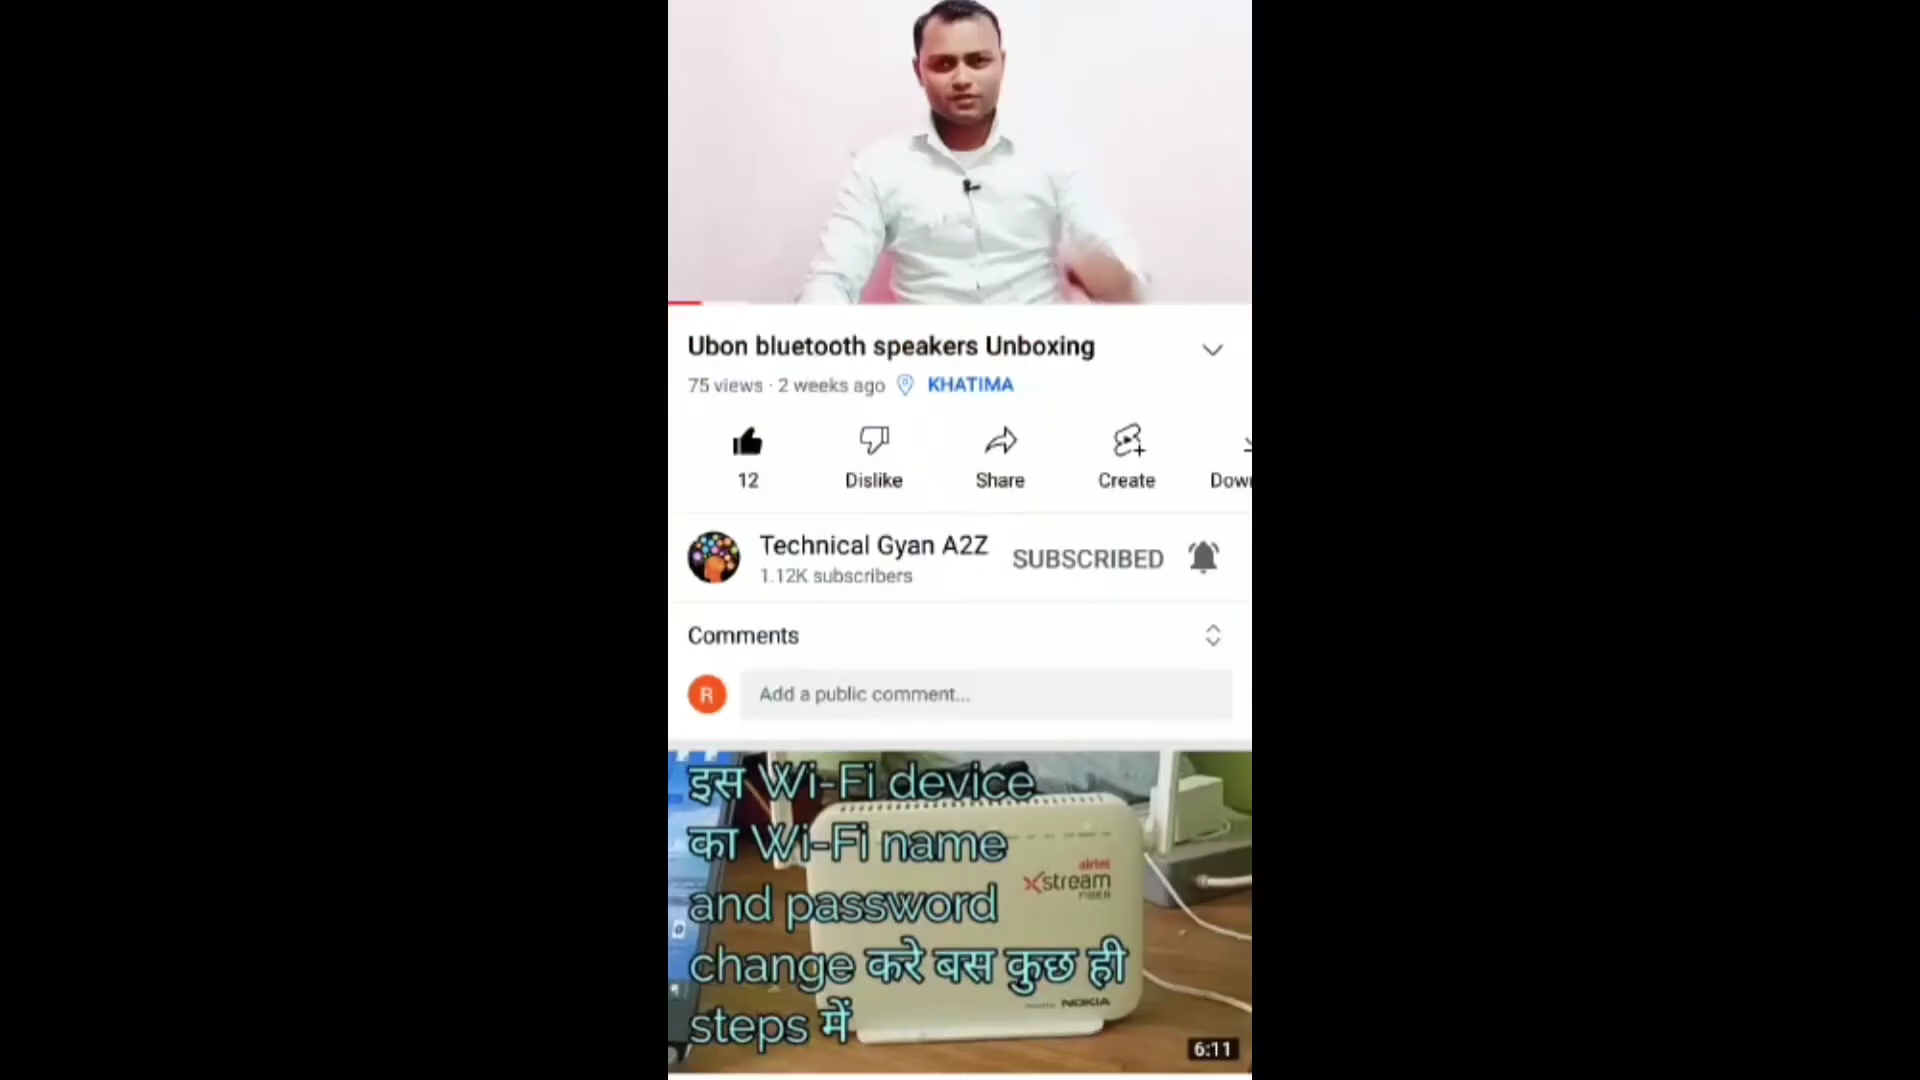 Ubon bluetooth speakers Unboxing
75 views · 2 weeks ago KHATIMA
12 Dislike Share Create Down
Technical Gyan A2Z
1.12K subscribers
SUBSCRIBED
Comments
R
Add a public comment...
इस Wi-Fi device
का Wi-Fi name
and password
change करे बस कुछ ही
steps में
airtel
Xstream
FIBER
NOKIA
6:11